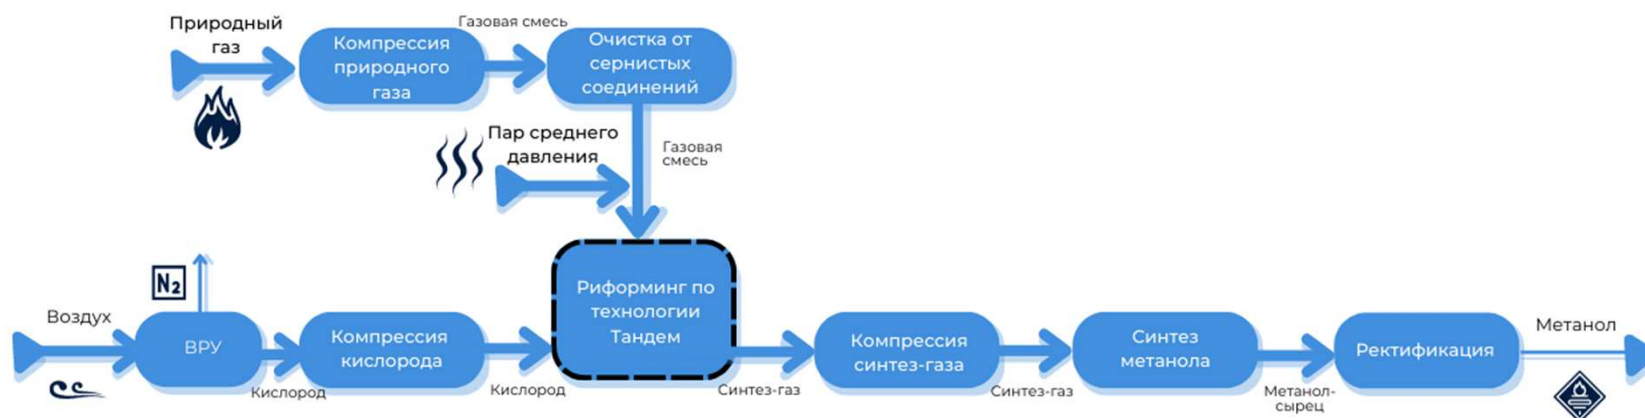 Природный
газ
Компрессия
природного
газа
Газовая смесь
Очистка от
сернистых
соединений
Пар среднего
давления
Газовая
смесь
Воздух
N₂
ВРУ
Кислород
Компрессия
кислорода
Кислород
Риформинг по
технологии
Тандем
Синтез-газ
Компрессия
синтез-газа
Синтез-газ
Синтез
метанола
Метанол-
сырец
Ректификация
Метанол